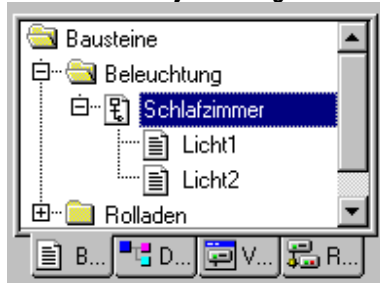 Bausteine
Beleuchtung
Schlafzimmer
Licht1
Licht2
Rolladen
B... D... V... R...